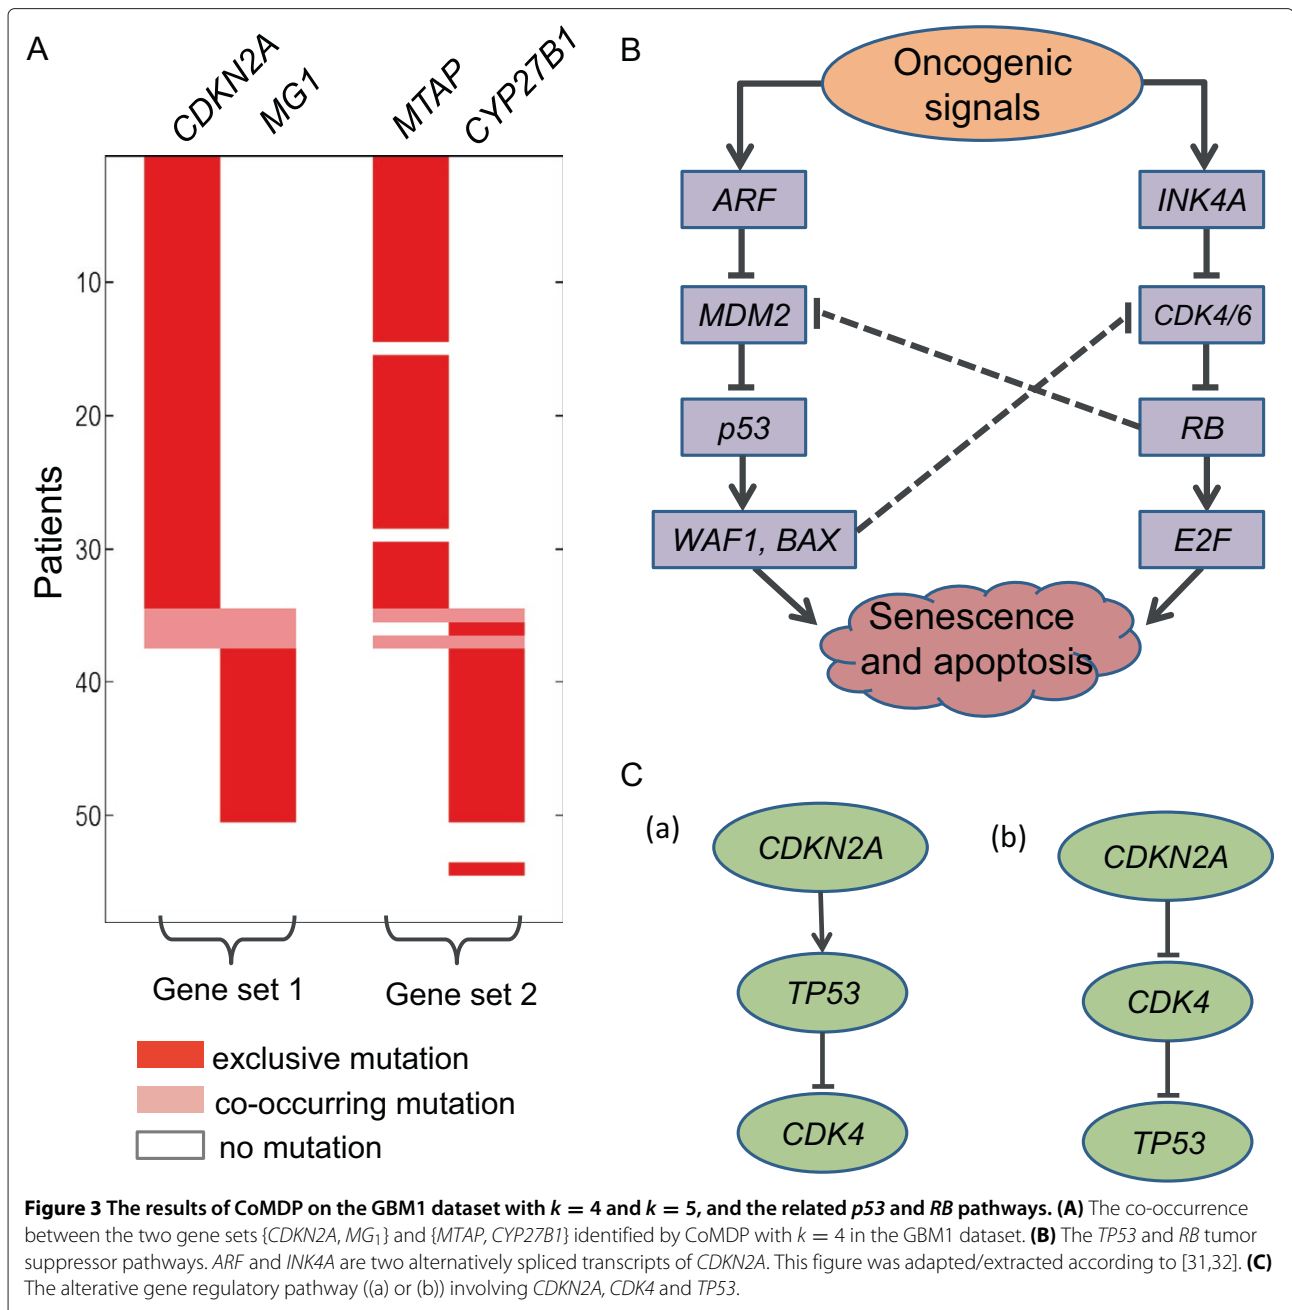 A
CDKN2A
MG1
MTAP
CYP27B1
10
20
30
40
50
Patients
Gene set 1
Gene set 2
exclusive mutation
co-occurring mutation
no mutation
B
Oncogenic
signals
ARF
INK4A
MDM2
CDK4/6
p53
RB
WAF1, BAX
E2F
Senescence
and apoptosis
C
(a)
CDKN2A
TP53
CDK4
(b)
CDKN2A
CDK4
TP53
Figure 3 The results of CoMDP on the GBM1 dataset with k = 4 and k = 5, and the related p53 and RB pathways. (A) The co-occurrence
between the two gene sets {CDKN2A, MG₁} and {MTAP, CYP27B1} identified by CoMDP with k = 4 in the GBM1 dataset. (B) The TP53 and RB tumor
suppressor pathways. ARF and INK4A are two alternatively spliced transcripts of CDKN2A. This figure was adapted/extracted according to [31,32]. (C)
The alterative gene regulatory pathway ((a) or (b)) involving CDKN2A, CDK4 and TP53.